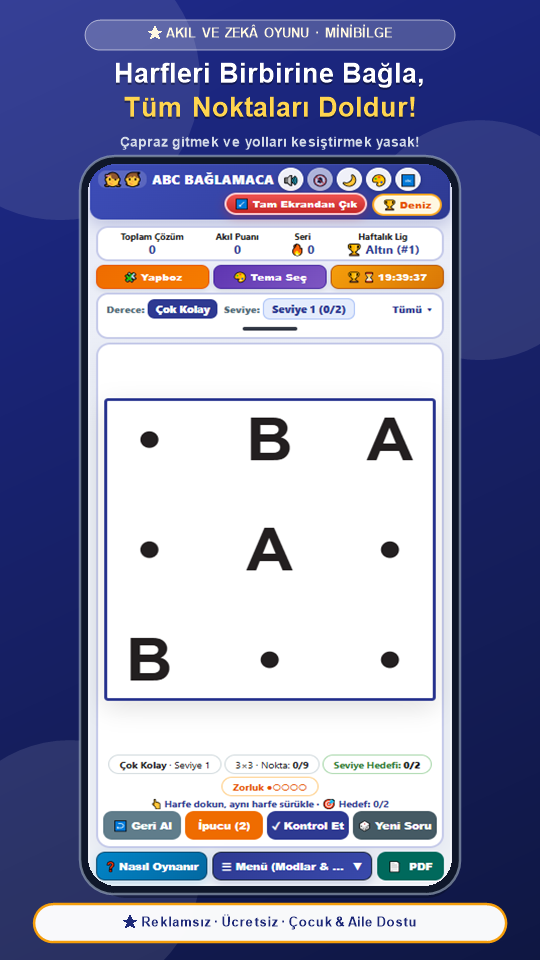 AKIL VE ZEKÂ OYUNU · MİNİBİLGE
Harfleri Birbirine Bağla,
Tüm Noktaları Doldur!
Çapraz gitmek ve yolları kesiştirmek yasak!
ABC BAĞLAMACA
Tam Ekrandan Çık
Deniz
Toplam Çözüm Akıl Puanı Seri Haftalık Lig
0 0 0 Altın (#1)
Yapboz Tema Seç 19:39:37
Derece: Çok Kolay Seviye: Seviye 1 (0/2) Tümü
B A
A
B
Çok Kolay · Seviye 1 3×3 · Nokta: 0/9 Seviye Hedefi: 0/2
Zorluk ●○○○○
Harfe dokun, aynı harfe sürükle · Hedef: 0/2
Geri Al İpucu (2) ✓ Kontrol Et Yeni Soru
? Nasıl Oynanır ☰ Menü (Modlar & ... ▼ PDF
Reklamsız · Ücretsiz · Çocuk & Aile Dostu